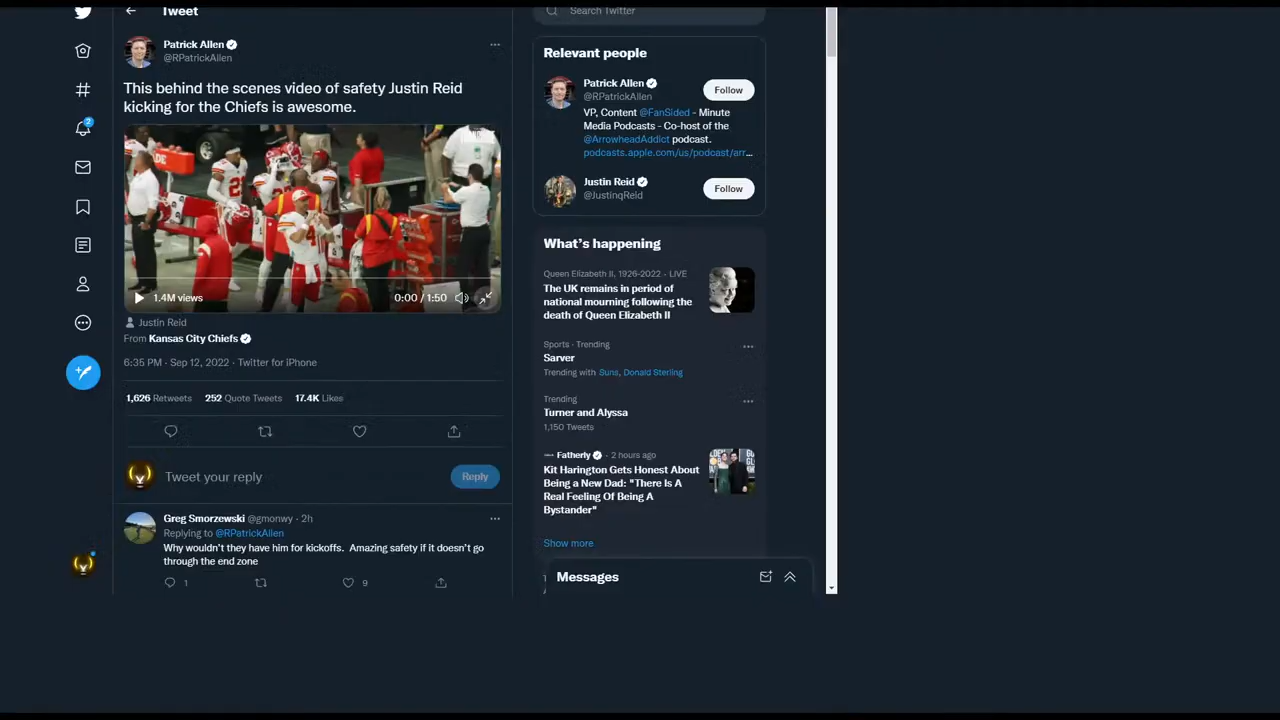 Tweet
Search Twitter
Patrick Allen
@RPatrickAllen
This behind the scenes video of safety Justin Reid
kicking for the Chiefs is awesome.
1.4M views
0:00 / 1:50
Justin Reid
From Kansas City Chiefs
6:35 PM · Sep 12, 2022 · Twitter for iPhone
1,626 Retweets 252 Quote Tweets 17.4K Likes
Tweet your reply
Reply
Greg Smorzewski @gmonwy · 2h
Replying to @RPatrickAllen
Why wouldn't they have him for kickoffs. Amazing safety if it doesn't go
through the end zone
1
9
2
Relevant people
Patrick Allen
@RPatrickAllen
Follow
VP, Content @FanSided - Minute
Media Podcasts - Co-host of the
@ArrowheadAddict podcast.
podcasts.apple.com/us/podcast/arr...
Justin Reid
@JustinqReid
Follow
What's happening
Queen Elizabeth II, 1926-2022 · LIVE
The UK remains in period of
national mourning following the
death of Queen Elizabeth II
Sports · Trending
Sarver
Trending with Suns, Donald Sterling
Trending
Turner and Alyssa
1,150 Tweets
Fatherly · 2 hours ago
Kit Harington Gets Honest About
Being a New Dad: "There Is A
Real Feeling Of Being A
Bystander"
Show more
Messages